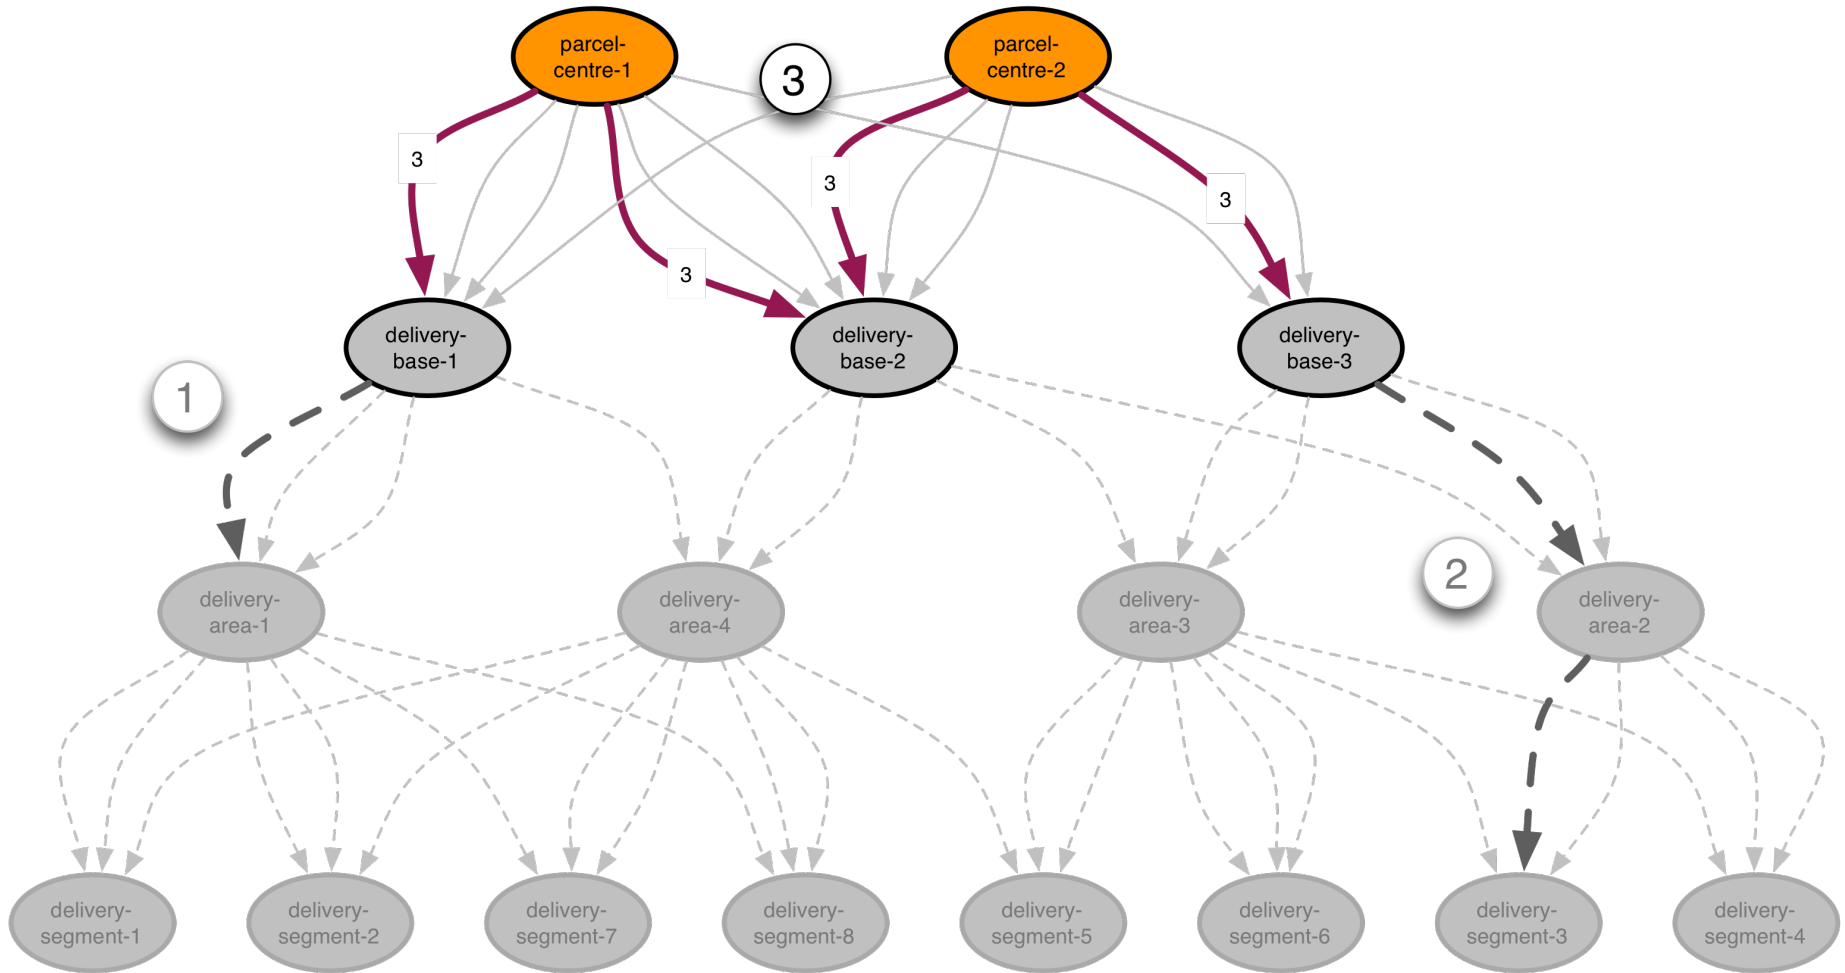 parcel-
centre-1
parcel-
centre-2
3
3
3
3
3
delivery-
base-1
delivery-
base-2
delivery-
base-3
1
2
delivery-
area-1
delivery-
area-4
delivery-
area-3
delivery-
area-2
delivery-
segment-1
delivery-
segment-2
delivery-
segment-7
delivery-
segment-8
delivery-
segment-5
delivery-
segment-6
delivery-
segment-3
delivery-
segment-4